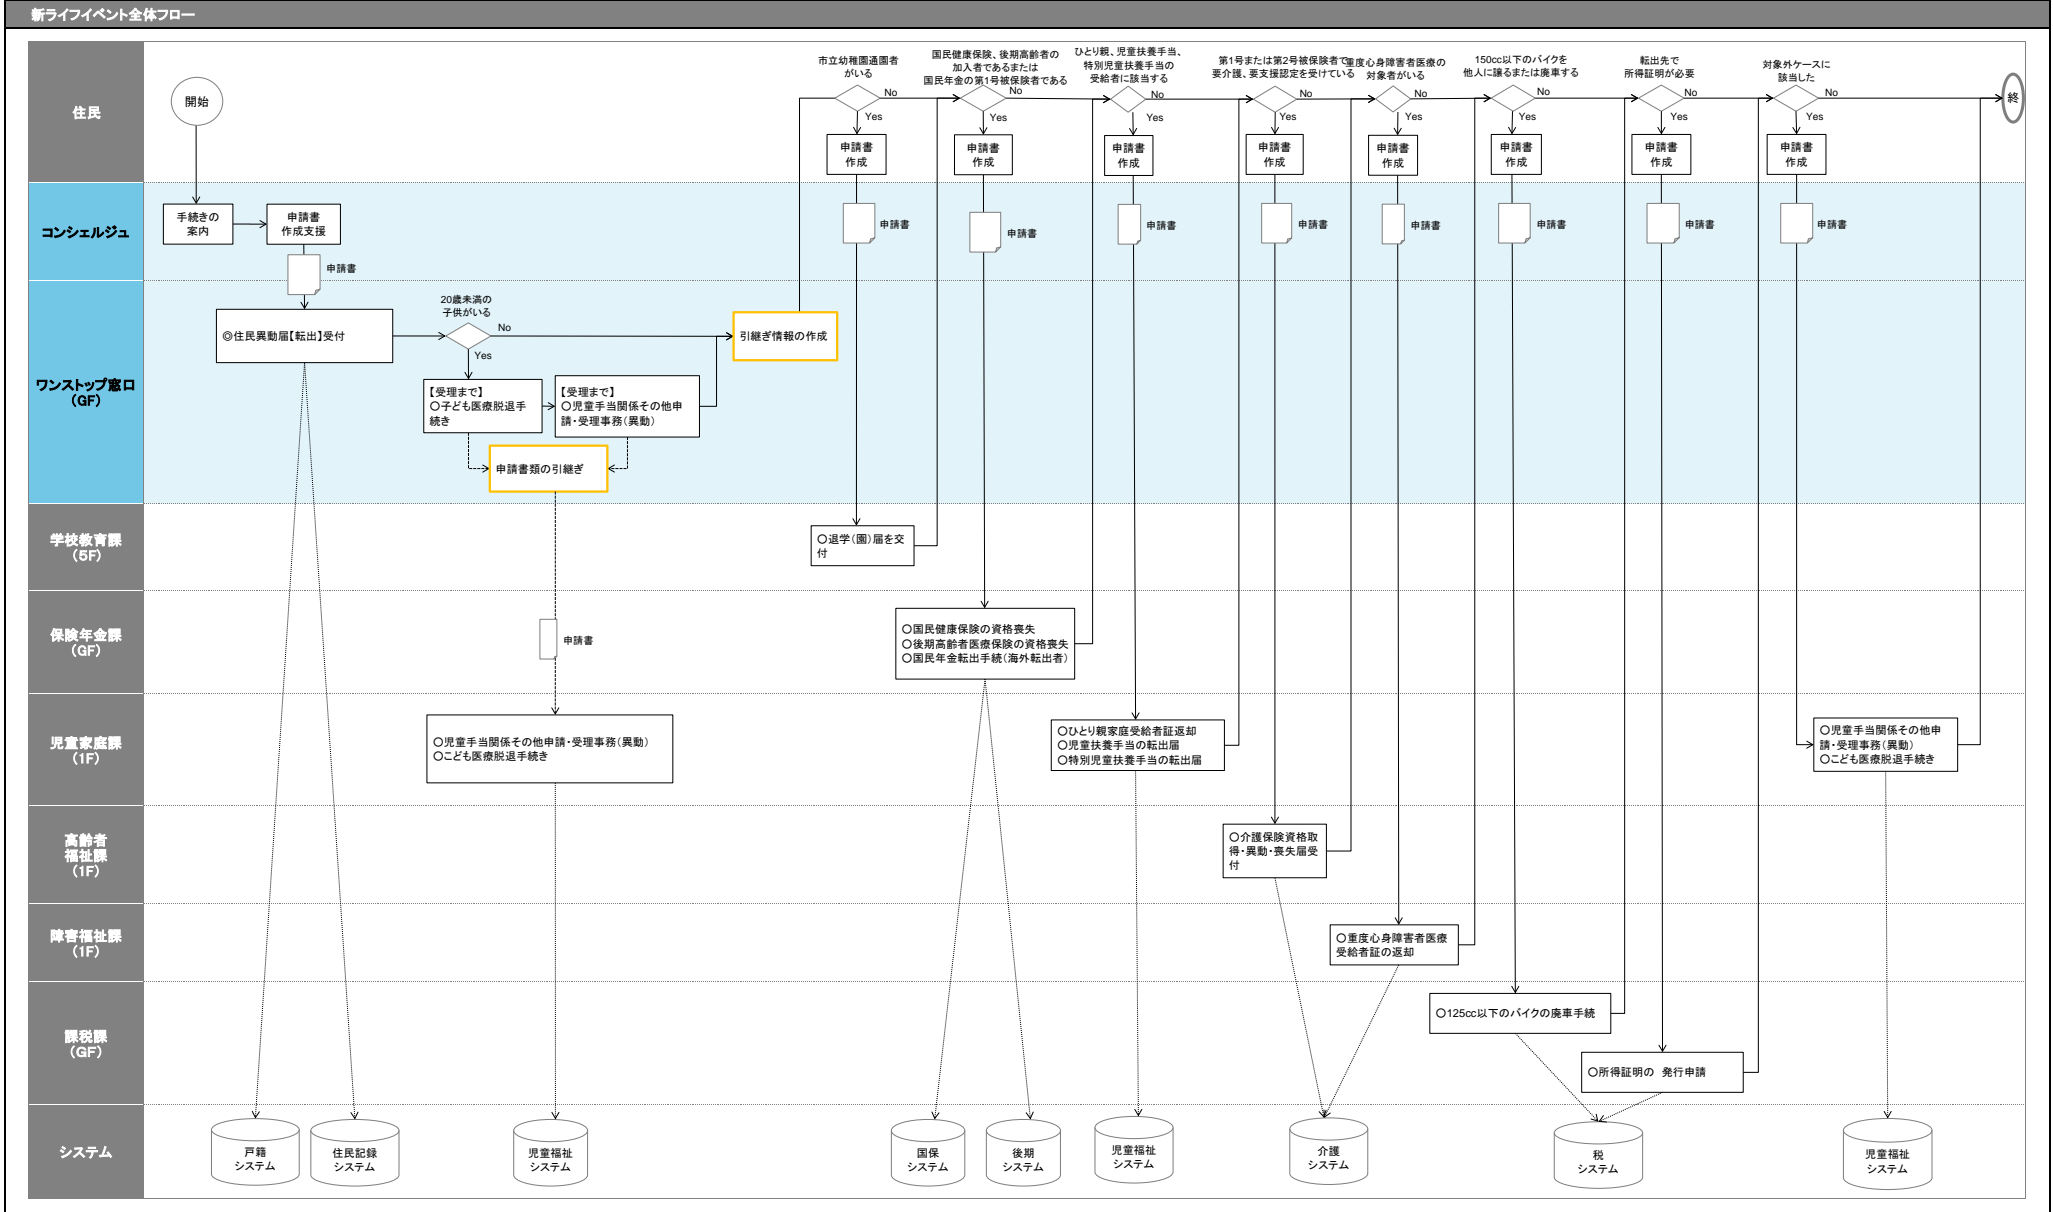 新ライフイベント全体フロー
住民
開始
市立幼稚園通園者
がいる
No
Yes
申請書
作成
国民健康保険、後期高齢者の
加入者であるまたは
国民年金の第1号被保険者である
No
Yes
申請書
作成
ひとり親、児童扶養手当、
特別児童扶養手当の
受給者に該当する
No
Yes
申請書
作成
第1号または第2号被保険者で
要介護、要支援認定を受けている
No
Yes
申請書
作成
重度心身障害者医療の
対象者がいる
No
Yes
申請書
作成
150cc以下のバイクを
他人に譲るまたは廃車する
No
Yes
申請書
作成
転出先で
所得証明が必要
No
Yes
申請書
作成
対象外ケースに
該当した
No
Yes
申請書
作成
終
コンシェルジュ
手続きの
案内
申請書
作成支援
申請書
申請書
申請書
申請書
申請書
申請書
申請書
申請書
申請書
ワンストップ窓口
(GF)
◎住民異動届【転出】受付
20歳未満の
子供がいる
No
Yes
【受理まで】
○子ども医療脱退手
続き
【受理まで】
○児童手当関係その他申
請・受理事務(異動)
申請書類の引継ぎ
引継ぎ情報の作成
学校教育課
(5F)
○退学(園)届を交
付
保険年金課
(GF)
申請書
○国民健康保険の資格喪失
○後期高齢者医療保険の資格喪失
○国民年金転出手続(海外転出者)
児童家庭課
(1F)
○児童手当関係その他申請・受理事務(異動)
○こども医療脱退手続き
○ひとり親家庭受給者証返却
○児童扶養手当の転出届
○特別児童扶養手当の転出届
○児童手当関係その他申
請・受理事務(異動)
○こども医療脱退手続き
高齢者
福祉課
(1F)
○介護保険資格取
得・異動・喪失届受
付
障害福祉課
(1F)
○重度心身障害者医療
受給者証の返却
課税課
(GF)
○125cc以下のバイクの廃車手続
○所得証明の 発行申請
システム
戸籍
システム
住民記録
システム
児童福祉
システム
国保
システム
後期
システム
児童福祉
システム
介護
システム
税
システム
児童福祉
システム